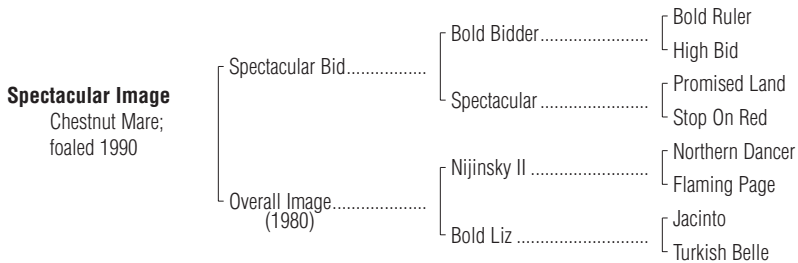 Bold Ruler
Bold Bidder.......................
High Bid
Spectacular Bid.................
Promised Land
Spectacular .......................
Stop On Red
Spectacular Image
Chestnut Mare;
foaled 1990
Northern Dancer
Nijinsky II .........................
Flaming Page
Overall Image....................
(1980)
Jacinto
Bold Liz ............................
Turkish Belle